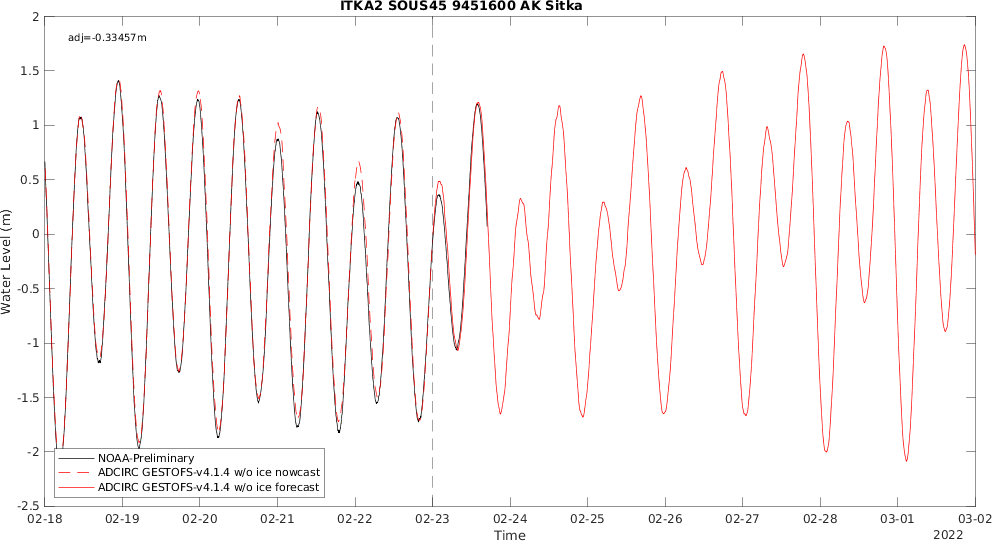 ITKA2 SOUS45 9451600 AK Sitka
adj=-0.33457m
2
1.5
1
0.5
0
-0.5
-1
-1.5
-2
-2.5
Water Level (m)
NOAA-Preliminary
ADCIRC GESTOFS-v4.1.4 w/o ice nowcast
ADCIRC GESTOFS-v4.1.4 w/o ice forecast
02-18 02-19 02-20 02-21 02-22 02-23 02-24 02-25 02-26 02-27 02-28 03-01 03-02
Time
2022